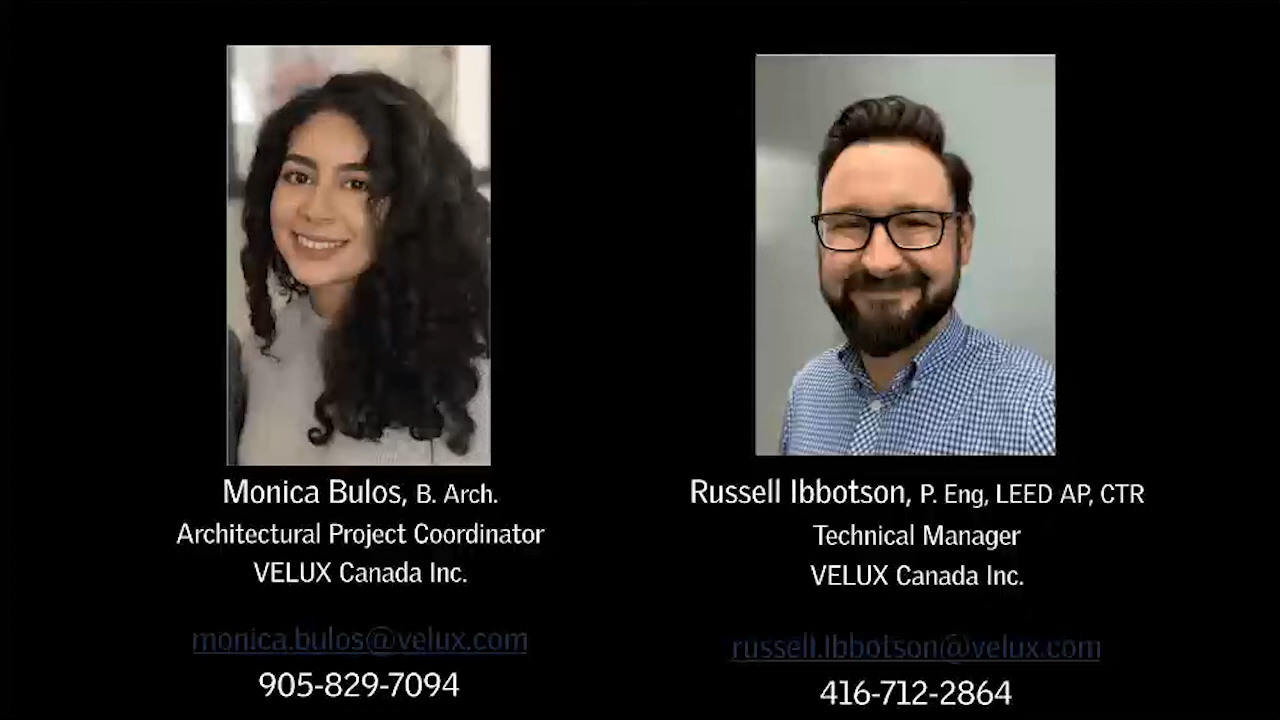 Monica Bulos, B. Arch.
Architectural Project Coordinator
VELUX Canada Inc.
monica.bulos@velux.com
905-829-7094
Russell Ibbotson, P. Eng, LEED AP, CTR
Technical Manager
VELUX Canada Inc.
russell.Ibbotson@velux.com
416-712-2864